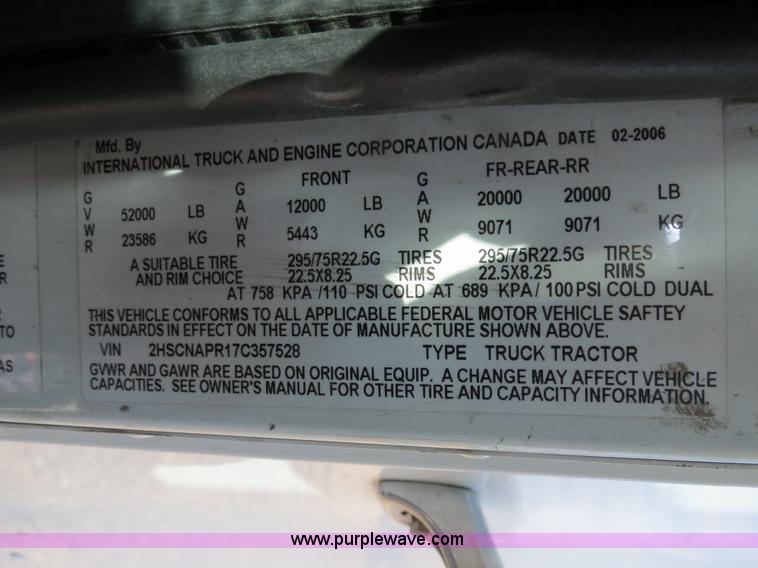 Mfd. By
INTERNATIONAL TRUCK AND ENGINE CORPORATION CANADA DATE 02-2006
GVWR 52000 LB 23586 KG
GAWR FRONT 12000 LB 5443 KG
GAWR FR-REAR-RR 20000 20000 LB 9071 9071 KG
A SUITABLE TIRE 295/75R22.5G TIRES 295/75R22.5G TIRES
AND RIM CHOICE 22.5X8.25 RIMS 22.5X8.25 RIMS
AT 758 KPA /110 PSI COLD AT 689 KPA / 100 PSI COLD DUAL
THIS VEHICLE CONFORMS TO ALL APPLICABLE FEDERAL MOTOR VEHICLE SAFTEY
STANDARDS IN EFFECT ON THE DATE OF MANUFACTURE SHOWN ABOVE.
VIN 2HSCNAPR17C357528 TYPE TRUCK TRACTOR
GVWR AND GAWR ARE BASED ON ORIGINAL EQUIP. A CHANGE MAY AFFECT VEHICLE
CAPACITIES. SEE OWNER'S MANUAL FOR OTHER TIRE AND CAPACITY INFORMATION.
www.purplewave.com